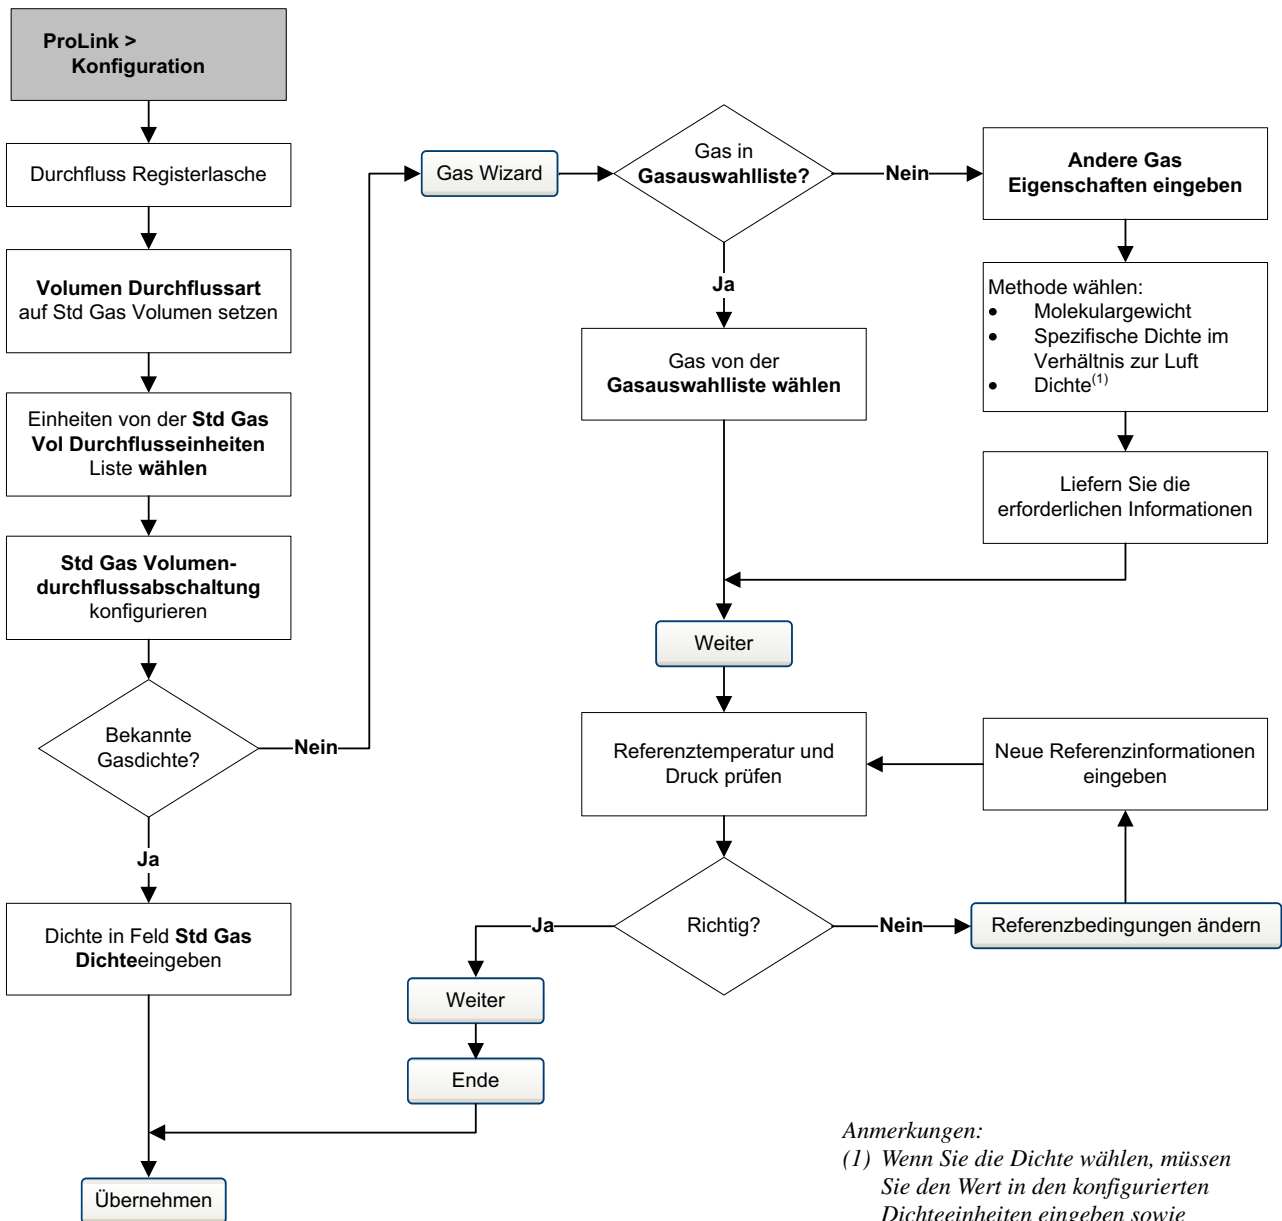 ProLink >
Konfiguration
Durchfluss Registerlasche
Volumen Durchflussart
auf Std Gas Volumen setzen
Einheiten von der Std Gas
Vol Durchflusseinheiten
Liste wählen
Std Gas Volumen-
durchflussabschaltung
konfigurieren
Bekannte
Gasdichte?
Nein
Ja
Dichte in Feld Std Gas
Dichteeingeben
Übernehmen
Gas Wizard
Gas in
Gasauswahlliste?
Nein
Ja
Andere Gas
Eigenschaften eingeben
Methode wählen:
• Molekulargewicht
• Spezifische Dichte im
Verhältnis zur Luft
• Dichte(1)
Liefern Sie die
erforderlichen Informationen
Gas von der
Gasauswahlliste wählen
Weiter
Referenztemperatur und
Druck prüfen
Neue Referenzinformationen
eingeben
Richtig?
Ja
Nein
Referenzbedingungen ändern
Weiter
Ende
Anmerkungen:
(1) Wenn Sie die Dichte wählen, müssen
Sie den Wert in den konfigurierten
Dichteeinheiten eingeben sowie